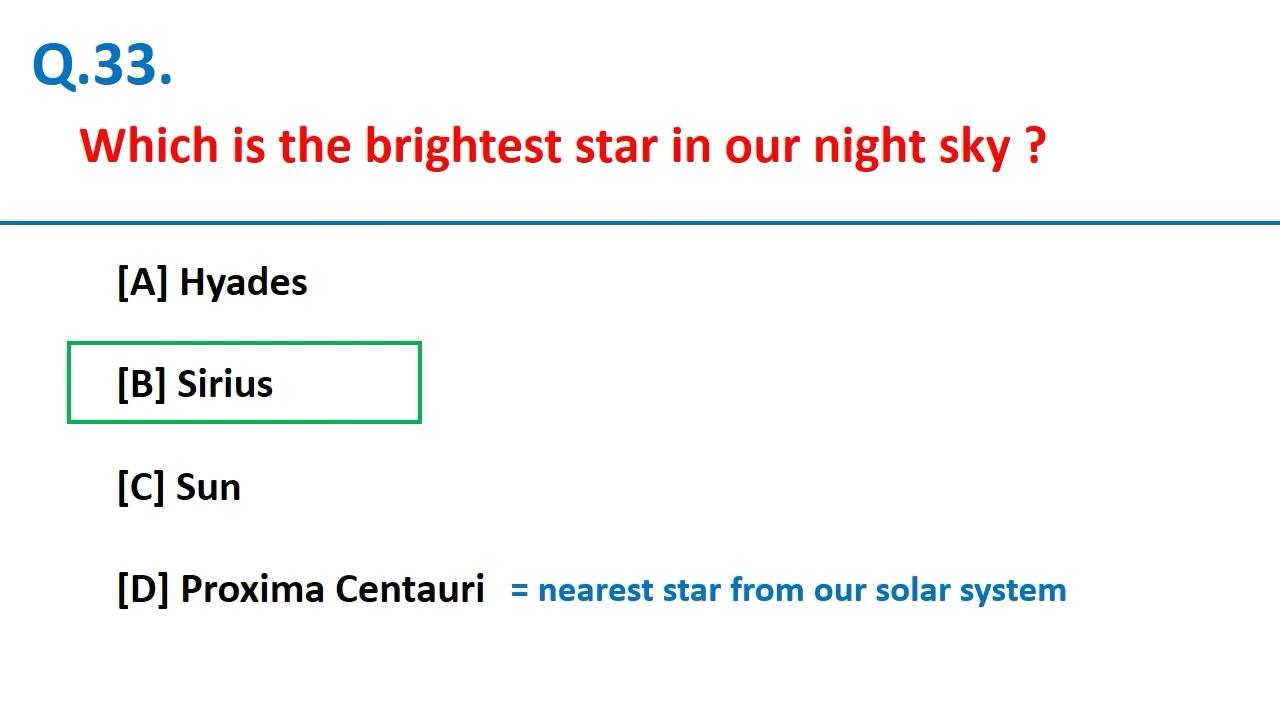 Q.33.
Which is the brightest star in our night sky ?
[A] Hyades
[B] Sirius
[C] Sun
[D] Proxima Centauri = nearest star from our solar system